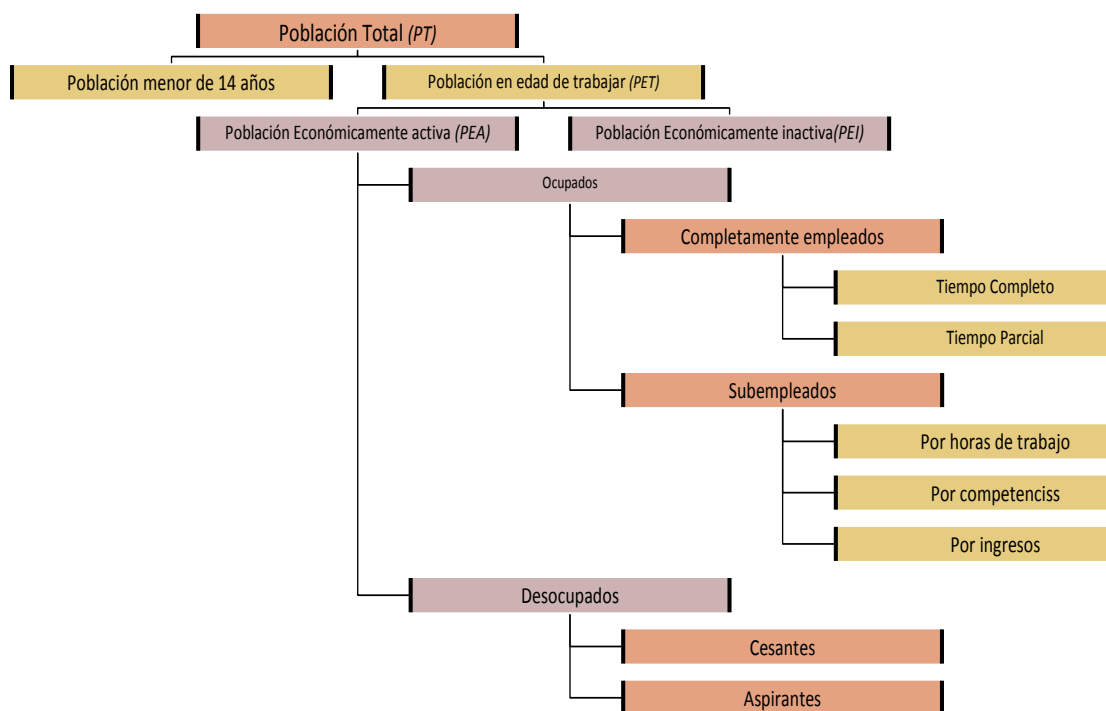 Población Total (PT)
Población menor de 14 años
Población en edad de trabajar (PET)
Población Económicamente activa (PEA)
Población Económicamente inactiva(PEI)
Ocupados
Completamente empleados
Tiempo Completo
Tiempo Parcial
Subempleados
Por horas de trabajo
Por competenciss
Por ingresos
Desocupados
Cesantes
Aspirantes